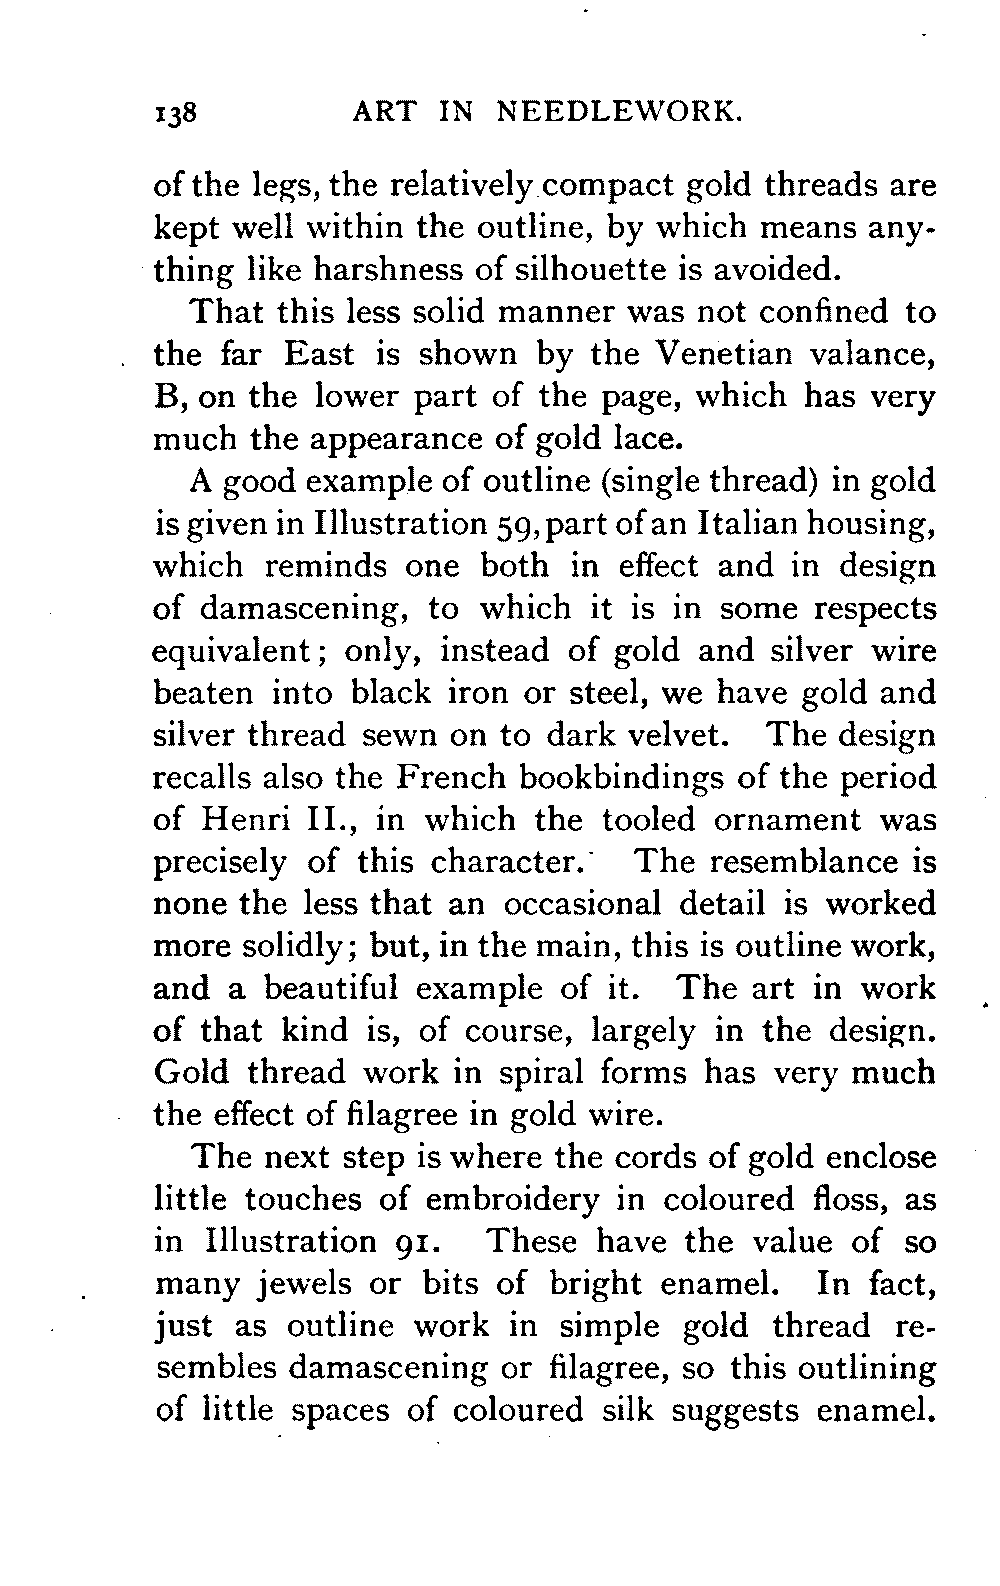 138 ART IN NEEDLEWORK.
of the legs, the relatively compact gold threads are
kept well within the outline, by which means any-
thing like harshness of silhouette is avoided.
That this less solid manner was not confined to
the far East is shown by the Venetian valance,
B, on the lower part of the page, which has very
much the appearance of gold lace.
A good example of outline (single thread) in gold
is given in Illustration 59, part of an Italian housing,
which reminds one both in effect and in design
of damascening, to which it is in some respects
equivalent; only, instead of gold and silver wire
beaten into black iron or steel, we have gold and
silver thread sewn on to dark velvet. The design
recalls also the French bookbindings of the period
of Henri II., in which the tooled ornament was
precisely of this character. The resemblance is
none the less that an occasional detail is worked
more solidly; but, in the main, this is outline work,
and a beautiful example of it. The art in work
of that kind is, of course, largely in the design.
Gold thread work in spiral forms has very much
the effect of filagree in gold wire.
The next step is where the cords of gold enclose
little touches of embroidery in coloured floss, as
in Illustration 91. These have the value of so
many jewels or bits of bright enamel. In fact,
just as outline work in simple gold thread re-
sembles damascening or filagree, so this outlining
of little spaces of coloured silk suggests enamel.